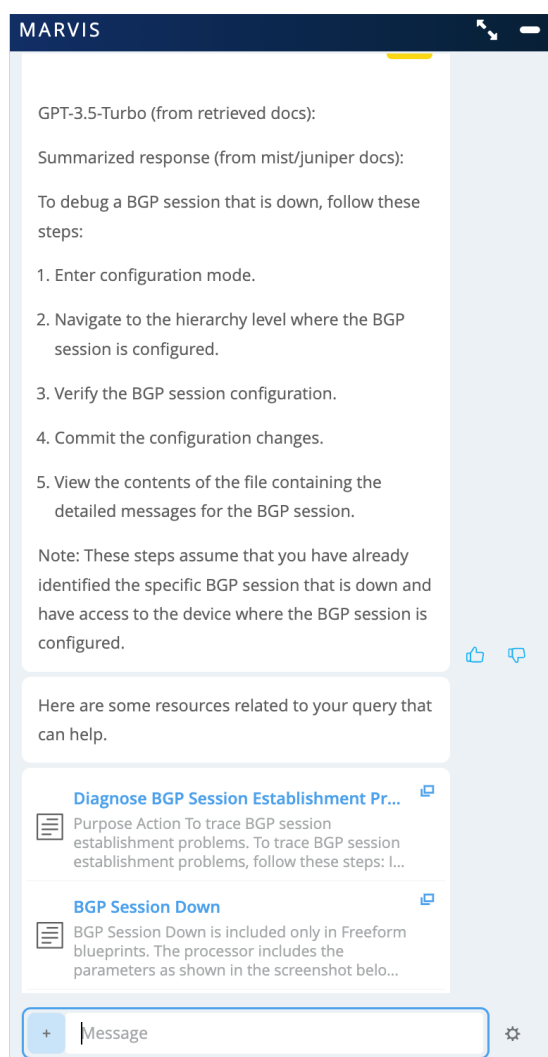 MARVIS
GPT-3.5-Turbo (from retrieved docs):
Summarized response (from mist/juniper docs):
To debug a BGP session that is down, follow these
steps:
1. Enter configuration mode.
2. Navigate to the hierarchy level where the BGP
session is configured.
3. Verify the BGP session configuration.
4. Commit the configuration changes.
5. View the contents of the file containing the
detailed messages for the BGP session.
Note: These steps assume that you have already
identified the specific BGP session that is down and
have access to the device where the BGP session is
configured.
Here are some resources related to your query that
can help.
Diagnose BGP Session Establishment Pr...
Purpose Action To trace BGP session
establishment problems. To trace BGP session
establishment problems, follow these steps: I...
BGP Session Down
BGP Session Down is included only in Freeform
blueprints. The processor includes the
parameters as shown in the screenshot belo...
+ Message